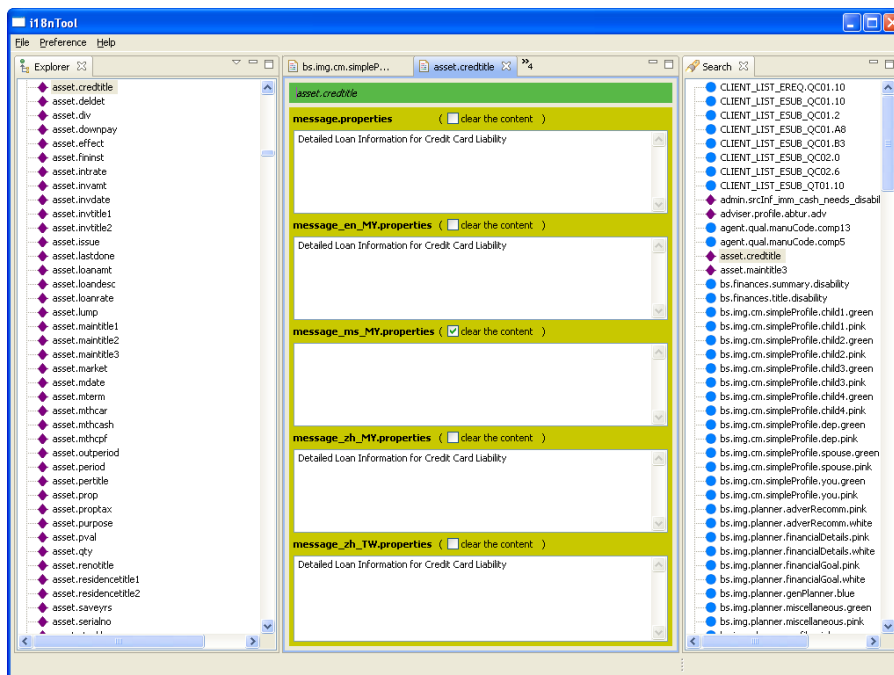 i18nTool
File Preference Help
Explorer
asset.credtitle
asset.deldet
asset.div
asset.downpay
asset.effect
asset.fininst
asset.intrate
asset.invamt
asset.invdate
asset.invtitle1
asset.invtitle2
asset.issue
asset.lastdone
asset.loanamt
asset.loandesc
asset.loanrate
asset.lump
asset.maintitle1
asset.maintitle2
asset.maintitle3
asset.market
asset.mdate
asset.mterm
asset.mthcar
asset.mthcash
asset.mthcpf
asset.outperiod
asset.period
asset.pertitle
asset.prop
asset.proptax
asset.purpose
asset.pval
asset.qty
asset.renotitle
asset.residencetitle1
asset.residencetitle2
asset.saveyrs
asset.serialno
bs.img.cm.simpleP... asset.credtitle »4
asset.credtitle
message.properties ( clear the content )
Detailed Loan Information for Credit Card Liability
message_en_MY.properties ( clear the content )
Detailed Loan Information for Credit Card Liability
message_ms_MY.properties ( clear the content )
message_zh_MY.properties ( clear the content )
Detailed Loan Information for Credit Card Liability
message_zh_TW.properties ( clear the content )
Detailed Loan Information for Credit Card Liability
Search
CLIENT_LIST_EREQ.QC01.10
CLIENT_LIST_ESUB_QC01.10
CLIENT_LIST_ESUB_QC01.2
CLIENT_LIST_ESUB_QC01.A8
CLIENT_LIST_ESUB_QC01.B3
CLIENT_LIST_ESUB_QC02.0
CLIENT_LIST_ESUB_QC02.6
CLIENT_LIST_ESUB_QT01.10
admin.srcInf_imm_cash_needs_disabil
adviser.profile.abtur.adv
agent.qual.manuCode.comp13
agent.qual.manuCode.comp5
asset.credtitle
asset.maintitle3
bs.finances.summary.disability
bs.finances.title.disability
bs.img.cm.simpleProfile.child1.green
bs.img.cm.simpleProfile.child1.pink
bs.img.cm.simpleProfile.child2.green
bs.img.cm.simpleProfile.child2.pink
bs.img.cm.simpleProfile.child3.green
bs.img.cm.simpleProfile.child3.pink
bs.img.cm.simpleProfile.child4.green
bs.img.cm.simpleProfile.child4.pink
bs.img.cm.simpleProfile.dep.green
bs.img.cm.simpleProfile.dep.pink
bs.img.cm.simpleProfile.spouse.green
bs.img.cm.simpleProfile.spouse.pink
bs.img.cm.simpleProfile.you.green
bs.img.cm.simpleProfile.you.pink
bs.img.planner.adverRecomm.pink
bs.img.planner.adverRecomm.white
bs.img.planner.financialDetails.pink
bs.img.planner.financialDetails.white
bs.img.planner.financialGoal.pink
bs.img.planner.financialGoal.white
bs.img.planner.genPlanner.blue
bs.img.planner.miscellaneous.green
bs.img.planner.miscellaneous.pink